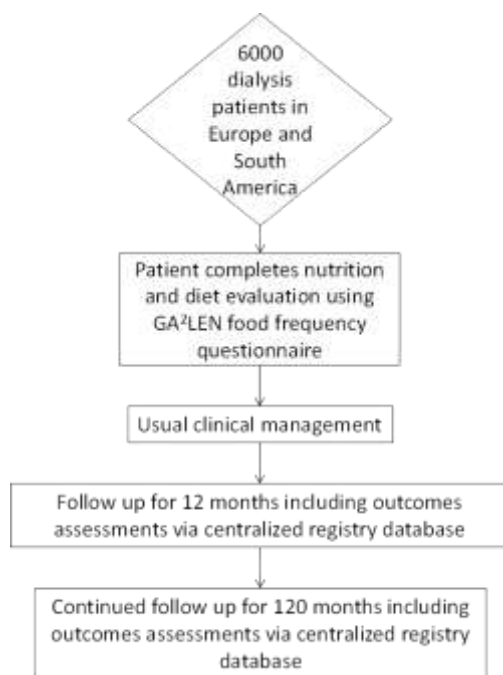 6000
dialysis
patients in
Europe and
South
America
Patient completes nutrition
and diet evaluation using
GA²LEN food frequency
questionnaire
Usual clinical management
Follow up for 12 months including outcomes
assessments via centralized registry database
Continued follow up for 120 months including
outcomes assessments via centralized registry
database